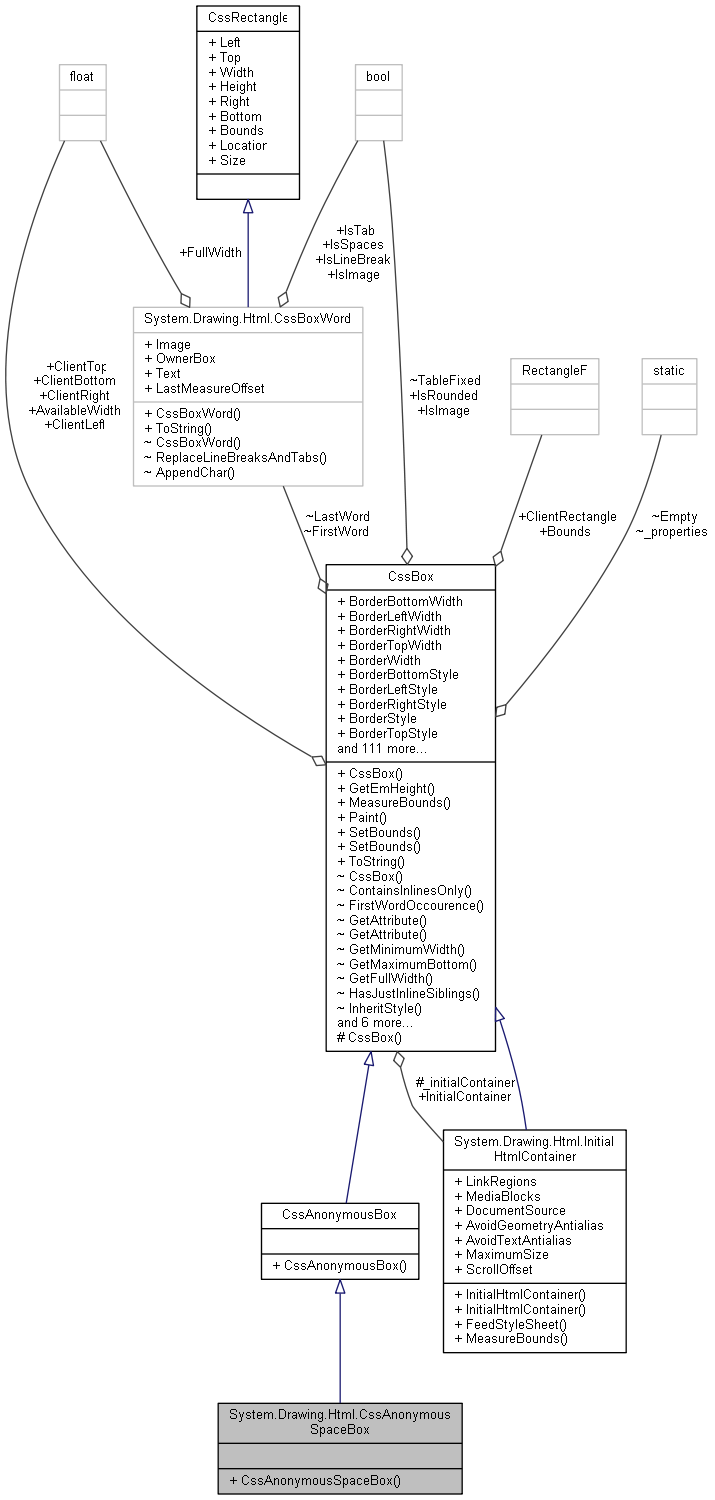 CssRectangle
+ Left
+ Top
+ Width
+ Height
+ Right
+ Bottom
+ Bounds
+ Location
+ Size
float
bool
+FullWidth
+IsTab
+IsSpaces
+IsLineBreak
+IsImage
System.Drawing.Html.CssBoxWord
+ Image
+ OwnerBox
+ Text
+ LastMeasureOffset
+ CssBoxWord()
+ ToString()
~ CssBoxWord()
~ ReplaceLineBreaksAndTabs()
~ AppendChar()
+ClientTop
+ClientBottom
+ClientRight
+AvailableWidth
+ClientLeft
~TableFixed
+IsRounded
+IsImage
RectangleF
static
~LastWord
~FirstWord
+ClientRectangle
+Bounds
~Empty
~_properties
CssBox
+ BorderBottomWidth
+ BorderLeftWidth
+ BorderRightWidth
+ BorderTopWidth
+ BorderWidth
+ BorderBottomStyle
+ BorderLeftStyle
+ BorderRightStyle
+ BorderStyle
+ BorderTopStyle
and 111 more...
+ CssBox()
+ GetEmHeight()
+ MeasureBounds()
+ Paint()
+ SetBounds()
+ SetBounds()
+ ToString()
~ CssBox()
~ ContainsInlinesOnly()
~ FirstWordOccourence()
~ GetAttribute()
~ GetAttribute()
~ GetMinimumWidth()
~ GetMaximumBottom()
~ GetFullWidth()
~ HasJustInlineSiblings()
~ InheritStyle()
and 6 more...
# CssBox()
#_initialContainer
+InitialContainer
System.Drawing.Html.Initial
HtmlContainer
+ LinkRegions
+ MediaBlocks
+ DocumentSource
+ AvoidGeometryAntialias
+ AvoidTextAntialias
+ MaximumSize
+ ScrollOffset
+ InitialHtmlContainer()
+ InitialHtmlContainer()
+ FeedStyleSheet()
+ MeasureBounds()
CssAnonymousBox
+ CssAnonymousBox()
System.Drawing.Html.CssAnonymous
SpaceBox
+ CssAnonymousSpaceBox()